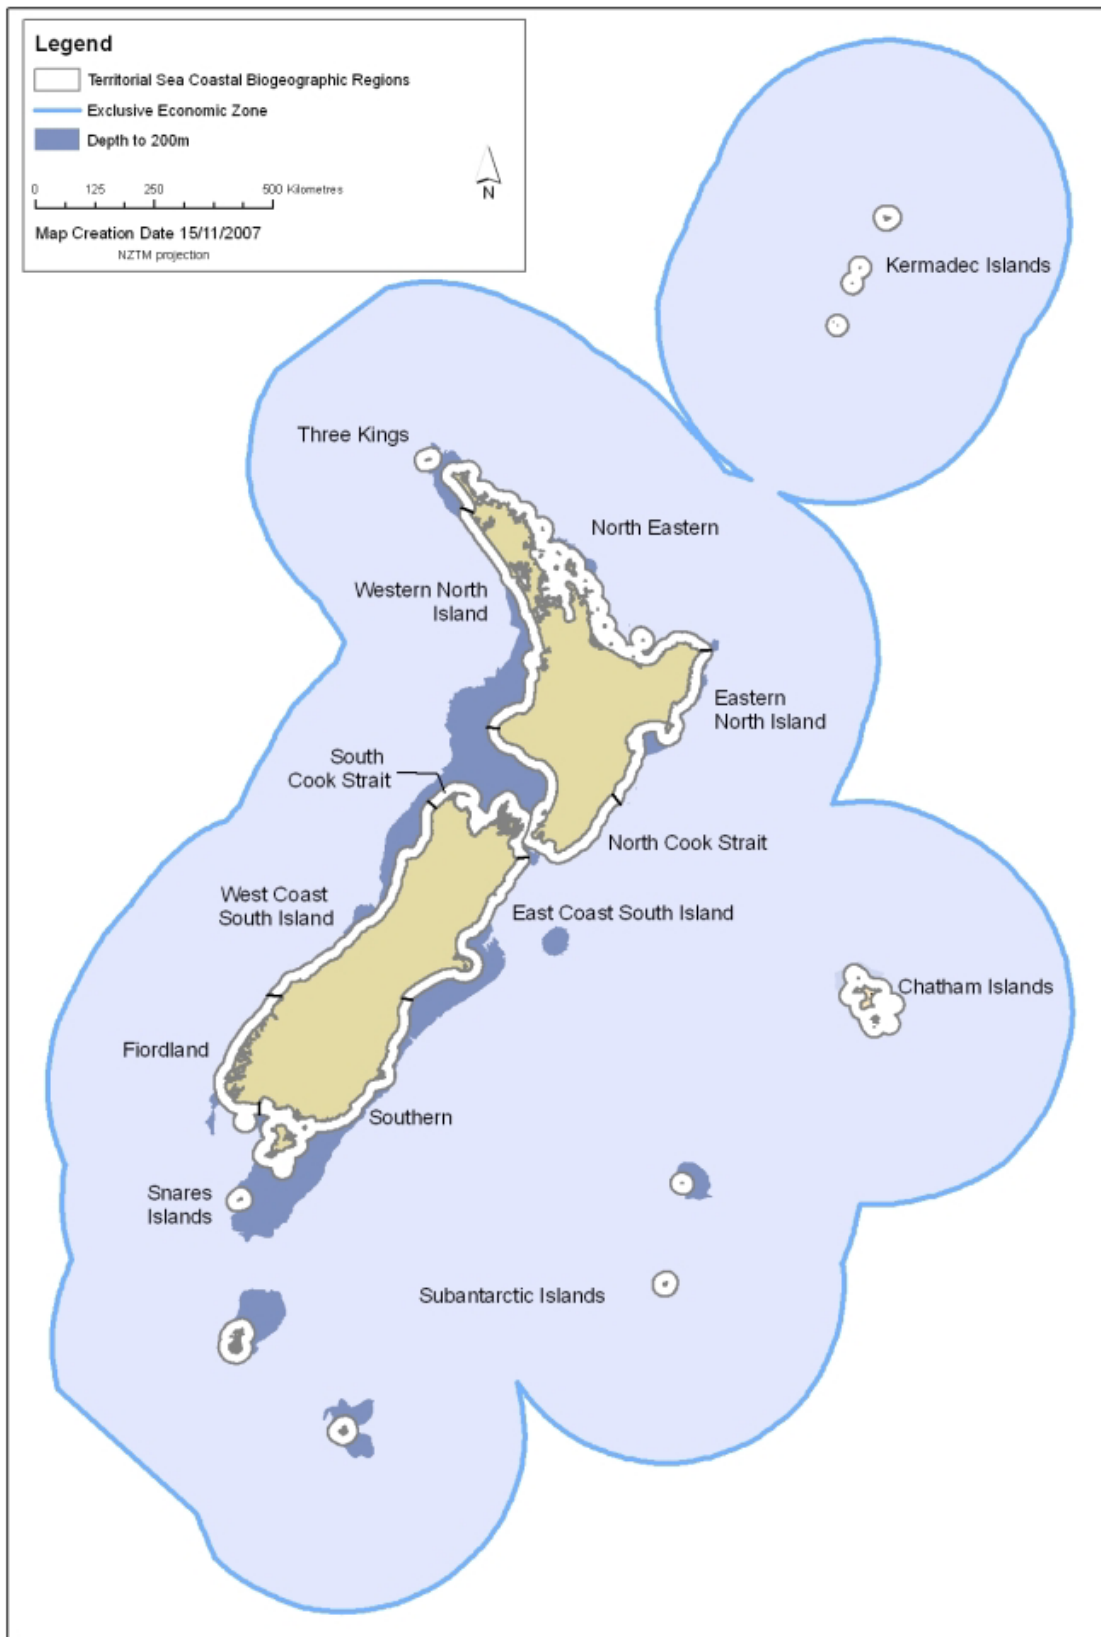 Legend
Territorial Sea Coastal Biogeographic Regions
Exclusive Economic Zone
Depth to 200m
0 125 250 500 Kilometres
N
Map Creation Date 15/11/2007
NZTM projection
Kermadec Islands
Three Kings
North Eastern
Western North
Island
Eastern
North Island
South
Cook Strait
North Cook Strait
West Coast
South Island
East Coast South Island
Chatham Islands
Fiordland
Southern
Snares
Islands
Subantarctic Islands